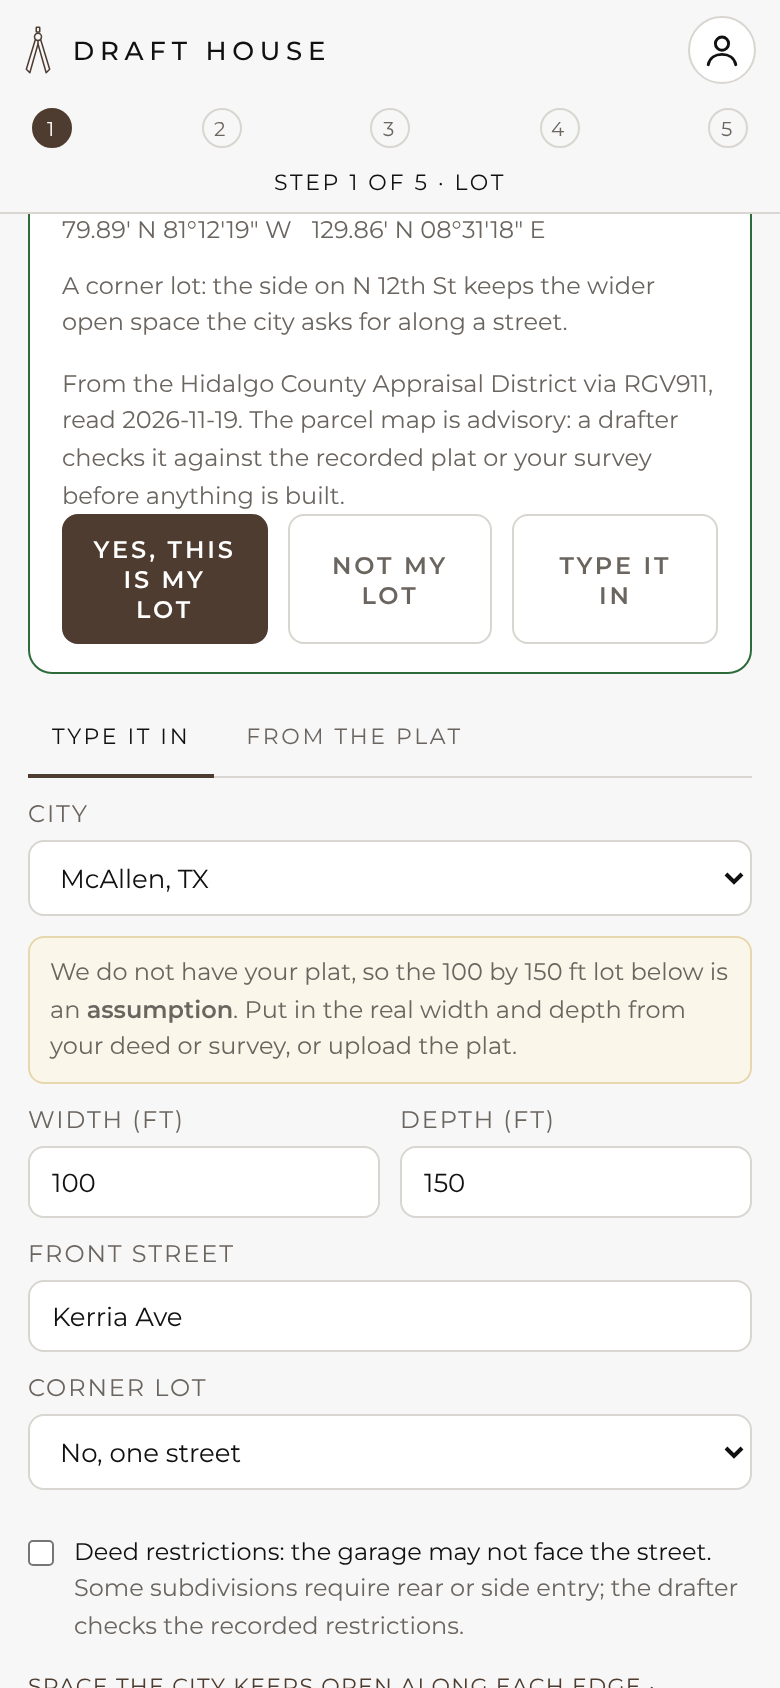 DRAFT HOUSE
1 2 3 4 5
STEP 1 OF 5 · LOT
79.89' N 81°12'19" W 129.86' N 08°31'18" E
A corner lot: the side on N 12th St keeps the wider
open space the city asks for along a street.
From the Hidalgo County Appraisal District via RGV911,
read 2026-11-19. The parcel map is advisory: a drafter
checks it against the recorded plat or your survey
before anything is built.
YES, THIS
IS MY
LOT
NOT MY
LOT
TYPE IT
IN
TYPE IT IN
FROM THE PLAT
CITY
McAllen, TX
We do not have your plat, so the 100 by 150 ft lot below is
an assumption. Put in the real width and depth from
your deed or survey, or upload the plat.
WIDTH (FT)
DEPTH (FT)
100
150
FRONT STREET
Kerria Ave
CORNER LOT
No, one street
Deed restrictions: the garage may not face the street.
Some subdivisions require rear or side entry; the drafter
checks the recorded restrictions.
SPACE THE CITY KEEPS OPEN ALONG EACH EDGE ·